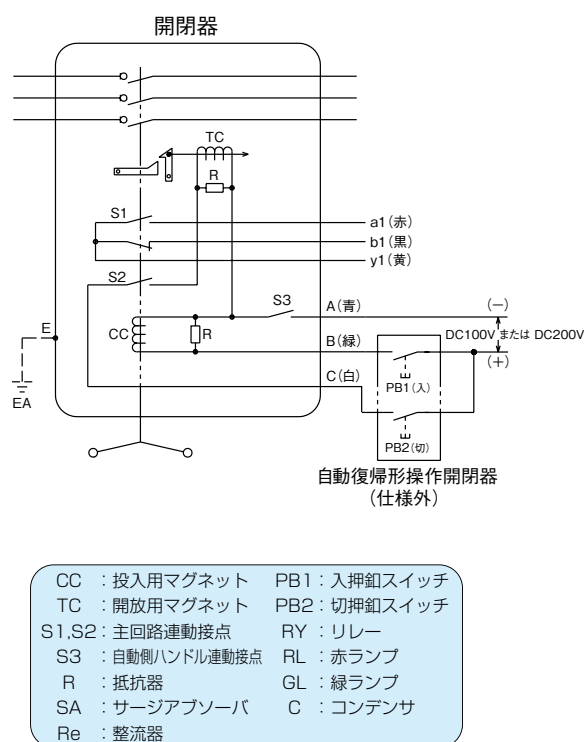 開閉器
TC
R
S1
a1(赤)
b1(黒)
y1(黄)
S2
S3
A(青)
(−)
E
CC
R
B(緑)
DC100V または DC200V
(+)
C(白)
PB1(入)
EA
PB2(切)
自動復帰形操作開閉器
(仕様外)
CC :投入用マグネット PB1:入押釦スイッチ
TC :開放用マグネット PB2:切押釦スイッチ
S1,S2:主回路連動接点 RY :リレー
S3 :自動側ハンドル連動接点 RL :赤ランプ
R :抵抗器 GL :緑ランプ
SA :サージアブソーバ C :コンデンサ
Re :整流器